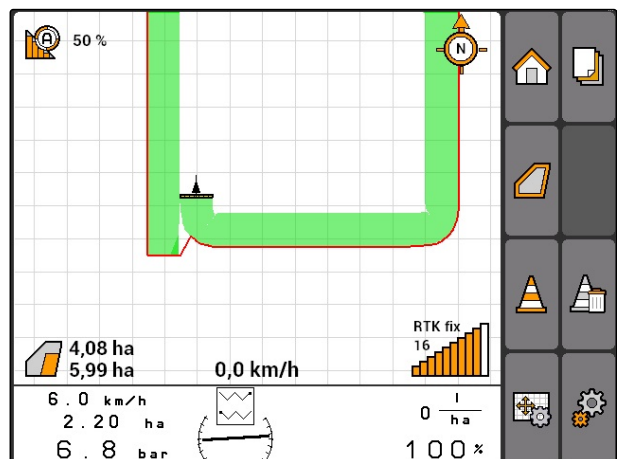 A 50 %
N
RTK fix
16
4,08 ha
5,99 ha
0,0 km/h
6.0 km/h
2.20 ha
6.8 bar
0 l/ha
100%